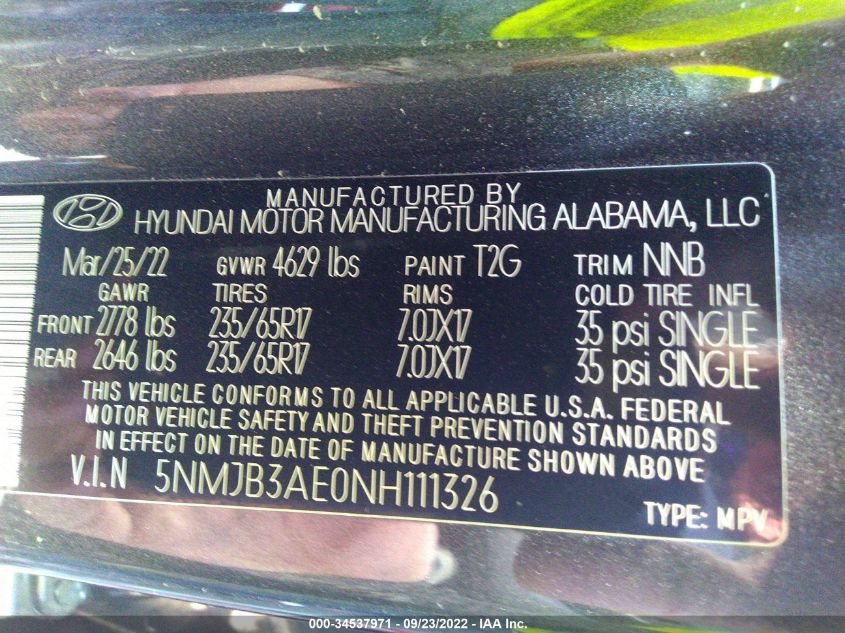 MANUFACTURED BY
HYUNDAI MOTOR MANUFACTURING ALABAMA, LLC
Mar/25/22 GVWR 4629 lbs PAINT T2G TRIM NNB
GAWR TIRES RIMS COLD TIRE INFL
FRONT 2778 lbs 235/65R17 7.0JX17 35 psi SINGLE
REAR 2646 lbs 235/65R17 7.0JX17 35 psi SINGLE
THIS VEHICLE CONFORMS TO ALL APPLICABLE U.S.A. FEDERAL
MOTOR VEHICLE SAFETY AND THEFT PREVENTION STANDARDS
IN EFFECT ON THE DATE OF MANUFACTURE SHOWN ABOVE
V.I.N 5NMJB3AE0NH111326
TYPE: MPV
000-34537971 - 09/23/2022 - IAA Inc.